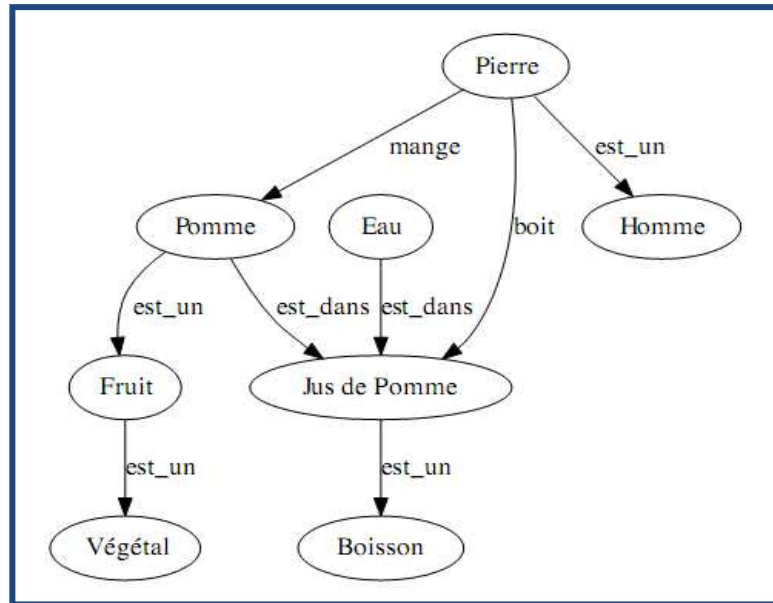 Pierre
mange
est_un
Pomme
Eau
boit
Homme
est_un
est_dans
est_dans
Fruit
Jus de Pomme
est_un
est_un
Végétal
Boisson